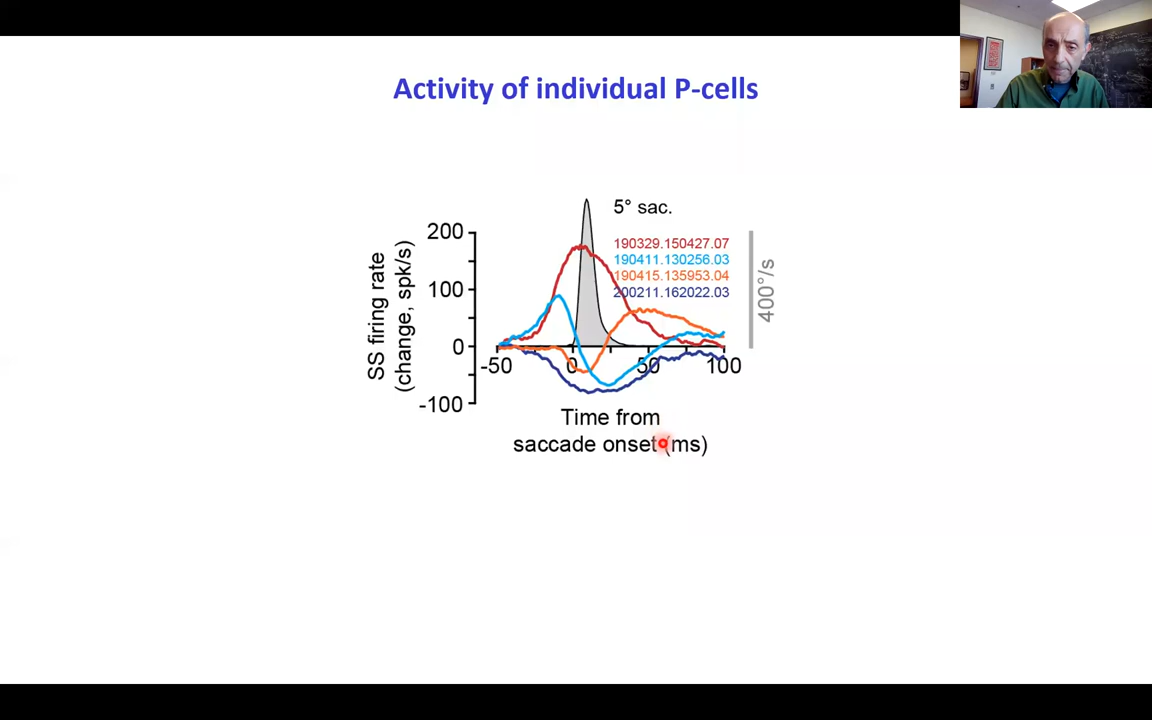 Activity of individual P-cells
5° sac.
200
100
0
-100
SS firing rate
(change, spk/s)
190329.150427.07
190411.130256.03
190415.135953.04
200211.162022.03
400°/s
-50
0
50
100
Time from
saccade onset (ms)